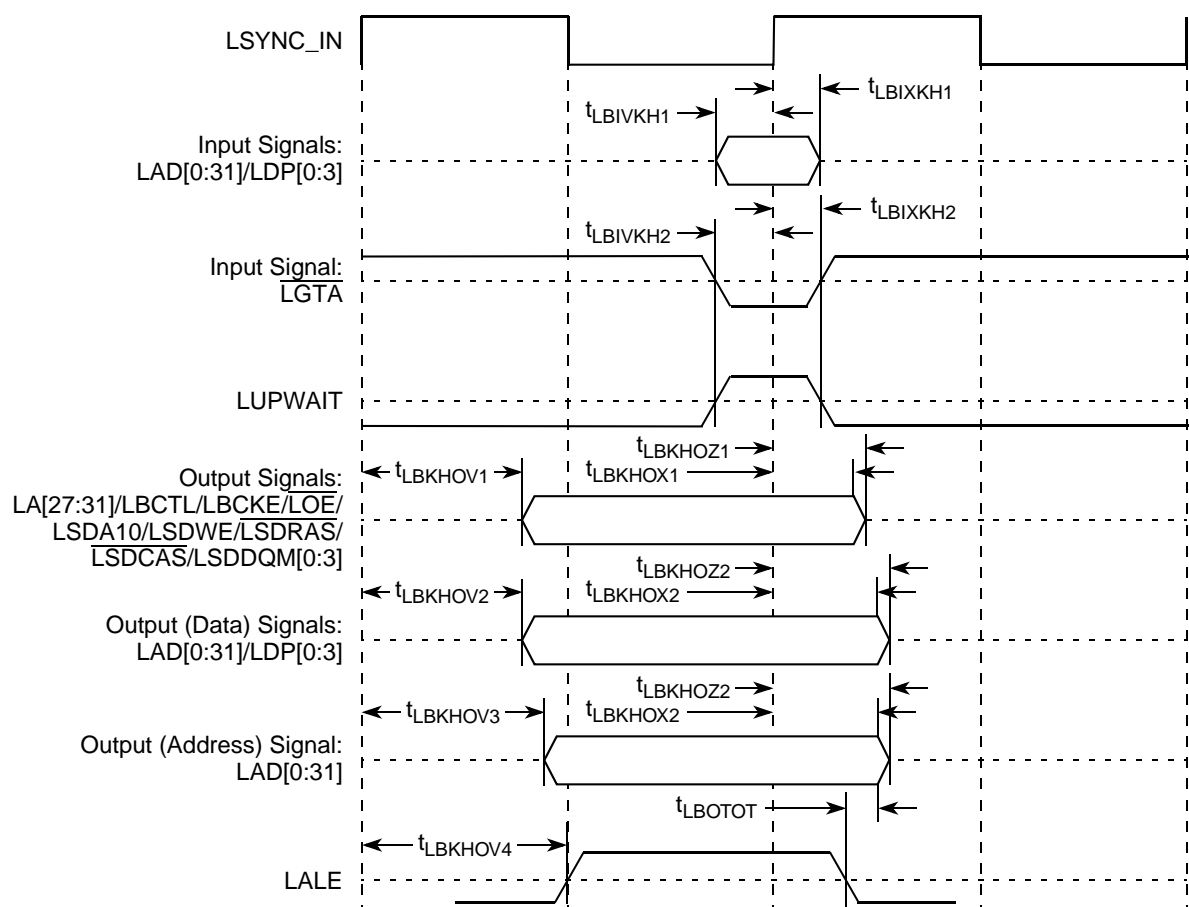 LSYNC_IN
tLBIXKH1
tLBIVKH1
Input Signals:
LAD[0:31]/LDP[0:3]
tLBIXKH2
tLBIVKH2
Input Signal:
LGTA
LUPWAIT
tLBKHOZ1
tLBKHOV1
tLBKHOX1
Output Signals:
LA[27:31]/LBCTL/LBCKE/LOE/
LSDA10/LSDWE/LSDRAS/
LSDCAS/LSDDQM[0:3]
tLBKHOZ2
tLBKHOV2
tLBKHOX2
Output (Data) Signals:
LAD[0:31]/LDP[0:3]
tLBKHOZ2
tLBKHOV3
tLBKHOX2
Output (Address) Signal:
LAD[0:31]
tLBOTOT
tLBKHOV4
LALE